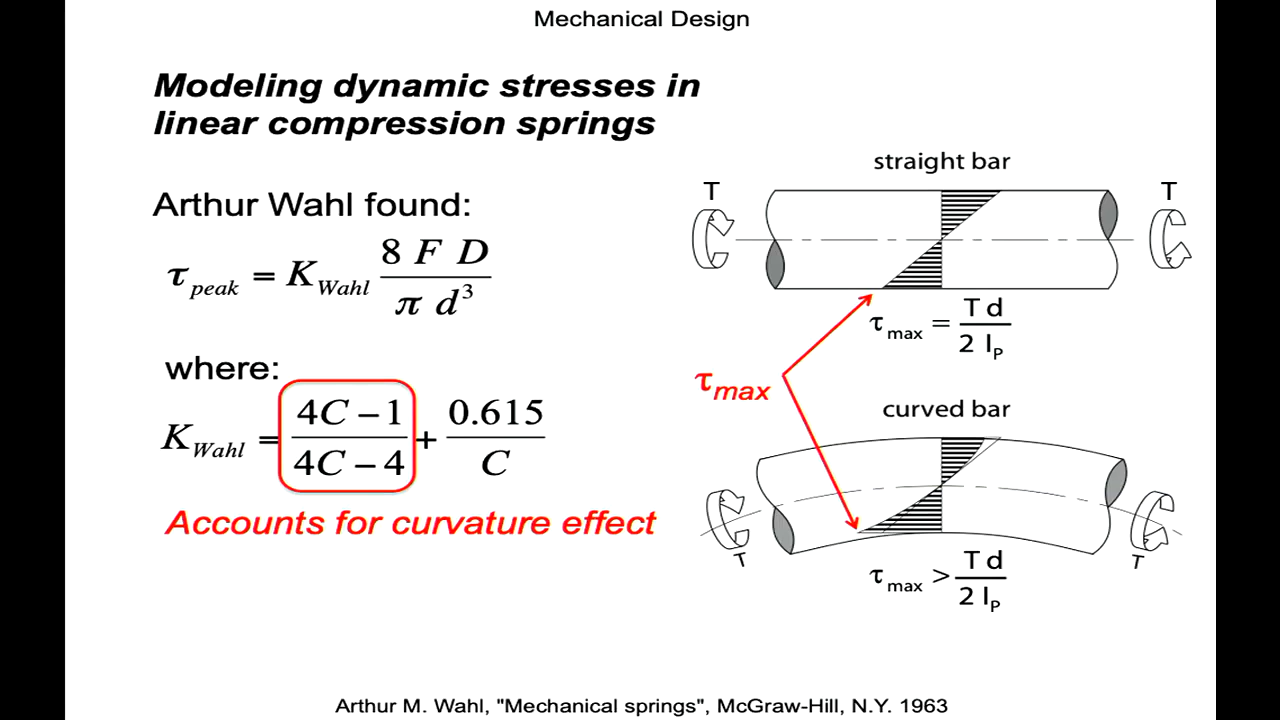 Mechanical Design
Modeling dynamic stresses in
linear compression springs
Arthur Wahl found:
τ peak = K Wahl 8 F D / π d³
where:
K Wahl = 4C − 1 / 4C − 4 + 0.615 / C
Accounts for curvature effect
straight bar
T
T
τ max = T d / 2 I P
τ max
curved bar
T
T
τ max > T d / 2 I P
Arthur M. Wahl, "Mechanical springs", McGraw-Hill, N.Y. 1963